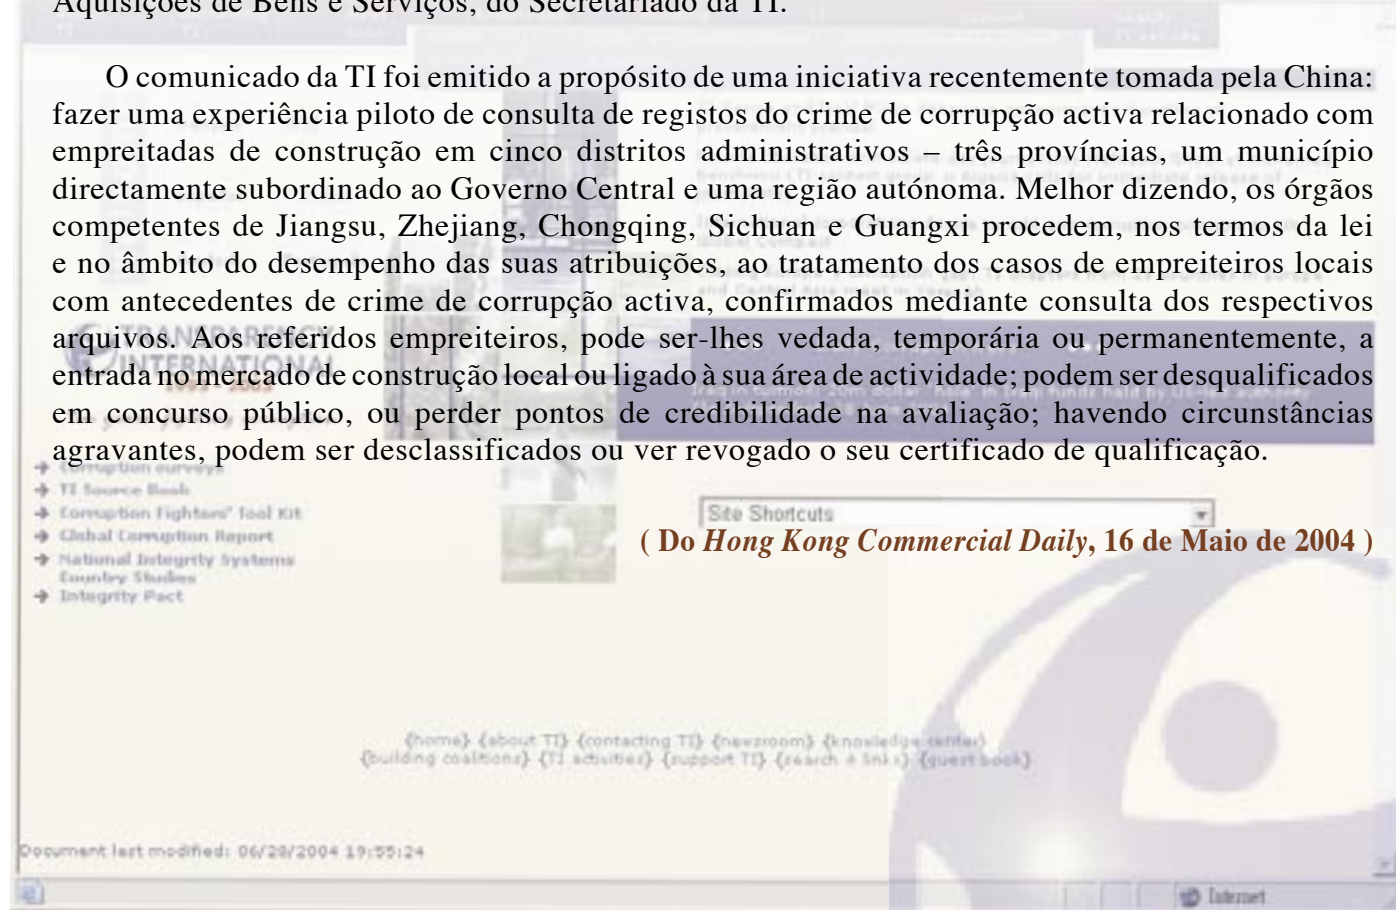 Aquisições de Bens e Serviços, do Secretariado da TI.
O comunicado da TI foi emitido a propósito de uma iniciativa recentemente tomada pela China:
fazer uma experiência piloto de consulta de registos do crime de corrupção activa relacionado com
empreitadas de construção em cinco distritos administrativos – três províncias, um município
directamente subordinado ao Governo Central e uma região autónoma. Melhor dizendo, os órgãos
competentes de Jiangsu, Zhejiang, Chongqing, Sichuan e Guangxi procedem, nos termos da lei
e no âmbito do desempenho das suas atribuições, ao tratamento dos casos de empreiteiros locais
com antecedentes de crime de corrupção activa, confirmados mediante consulta dos respectivos
arquivos. Aos referidos empreiteiros, pode ser-lhes vedada, temporária ou permanentemente, a
entrada no mercado de construção local ou ligado à sua área de actividade; podem ser desqualificados
em concurso público, ou perder pontos de credibilidade na avaliação; havendo circunstâncias
agravantes, podem ser desclassificados ou ver revogado o seu certificado de qualificação.
( Do Hong Kong Commercial Daily, 16 de Maio de 2004 )
TRANSPARENCY
INTERNATIONAL
Corruption surveys
TI Source Book
Corruption Fighters' Tool Kit
Global Corruption Report
National Integrity Systems
Country Studies
Integrity Pact
Site Shortcuts
{home} {about TI} {contacting TI} {newsroom} {knowledge center}
{building coalitions} {TI activities} {support TI} {search + links} {guest book}
Document last modified: 06/28/2004 19:55:24
Internet